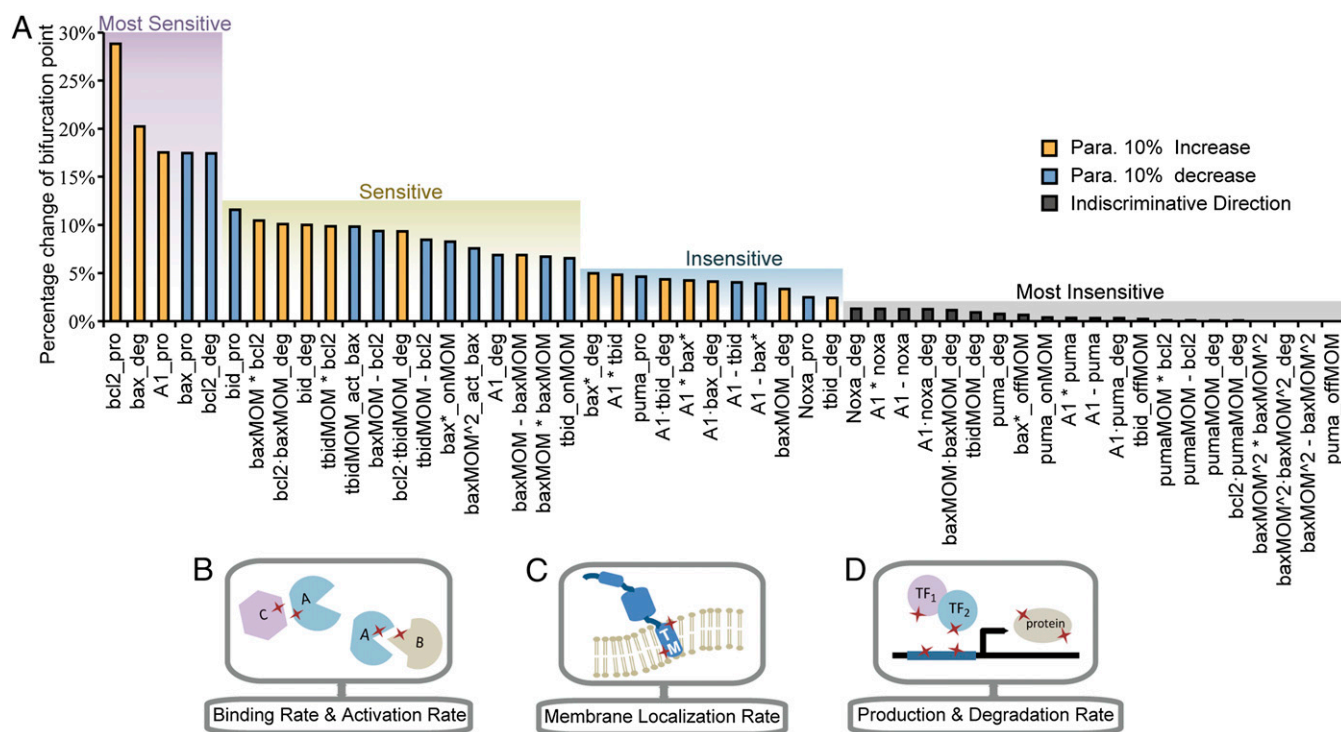 A
Percentage change of bifurcation point
30%
25%
20%
15%
10%
5%
0%
Most Sensitive
Sensitive
Insensitive
Most Insensitive
Para. 10% Increase
Para. 10% decrease
Indiscriminative Direction
bcl2_pro
bax_deg
A1_pro
bax_pro
bcl2_deg
bid_pro
baxMOM * bcl2
bcl2·baxMOM_deg
bid_deg
tbidMOM * bcl2
tbidMOM_act_bax
baxMOM - bcl2
bcl2·tbidMOM_deg
tbidMOM - bcl2
bax*_onMOM
baxMOM^2_act_bax
A1_deg
baxMOM - baxMOM
baxMOM * baxMOM
tbid_onMOM
bax*_deg
A1 * tbid
puma_pro
A1·tbid_deg
A1 * bax*
A1·bax_deg
A1 - tbid
A1 - bax*
baxMOM_deg
Noxa_pro
tbid_deg
Noxa_deg
A1 * noxa
A1 - noxa
A1·noxa_deg
baxMOM·baxMOM_deg
tbidMOM_deg
puma_deg
bax*_offMOM
puma_onMOM
A1 * puma
A1 - puma
A1·puma_deg
tbid_offMOM
pumaMOM * bcl2
pumaMOM - bcl2
pumaMOM_deg
bcl2·pumaMOM_deg
baxMOM^2 * baxMOM^2
baxMOM^2·baxMOM^2_deg
baxMOM^2 - baxMOM^2
puma_offMOM
B
C
A
A
B
Binding Rate & Activation Rate
C
T
M
Membrane Localization Rate
D
TF1
TF2
protein
Production & Degradation Rate